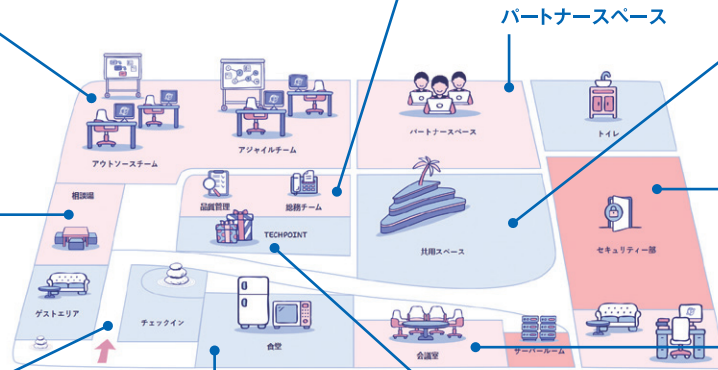 パートナースペース
アウトソースチーム
アジャイルチーム
パートナースペース
トイレ
相談場
品質管理
総務チーム
TECHPOINT
共用スペース
セキュリティー部
ゲストエリア
チェックイン
食堂
会議室
サーバールーム